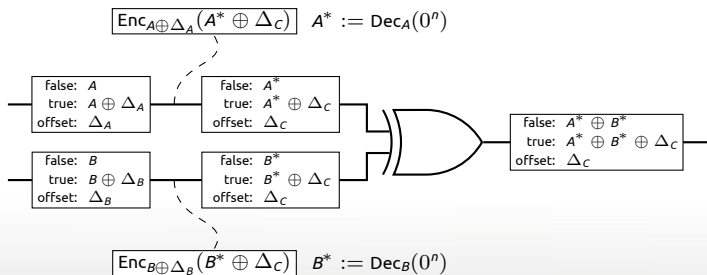 Enc_{A⊕Δ_A}(A* ⊕ Δ_C) A* := Dec_A(0^n)
false: A
true: A ⊕ Δ_A
offset: Δ_A
false: A*
true: A* ⊕ Δ_C
offset: Δ_C
false: B
true: B ⊕ Δ_B
offset: Δ_B
false: B*
true: B* ⊕ Δ_C
offset: Δ_C
false: A* ⊕ B*
true: A* ⊕ B* ⊕ Δ_C
offset: Δ_C
Enc_{B⊕Δ_B}(B* ⊕ Δ_C) B* := Dec_B(0^n)